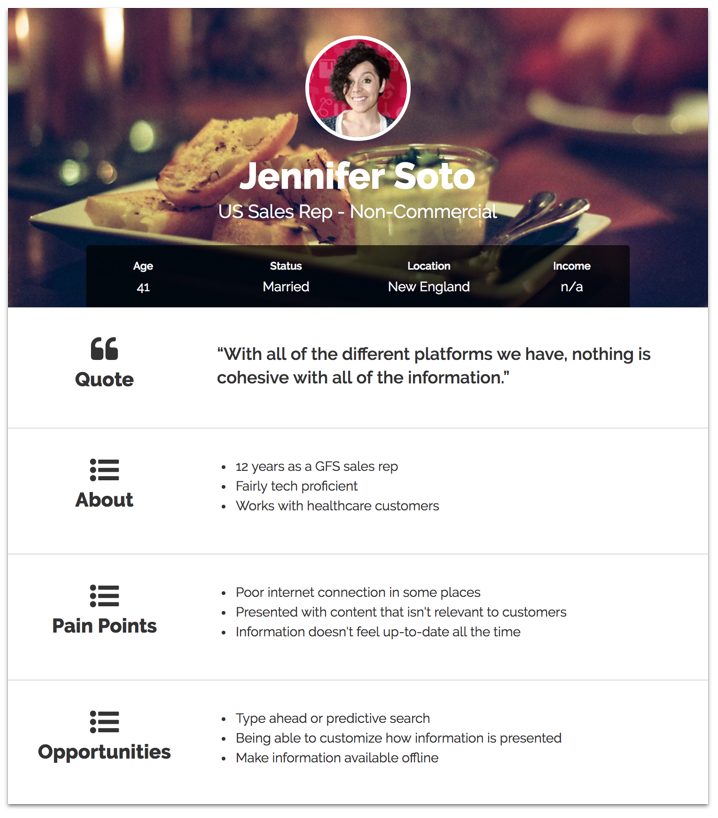 Jennifer Soto
US Sales Rep - Non-Commercial
Age Status Location Income
41 Married New England n/a
Quote
“With all of the different platforms we have, nothing is
cohesive with all of the information.”
About
12 years as a GFS sales rep
Fairly tech proficient
Works with healthcare customers
Pain Points
Poor internet connection in some places
Presented with content that isn't relevant to customers
Information doesn't feel up-to-date all the time
Opportunities
Type ahead or predictive search
Being able to customize how information is presented
Make information available offline